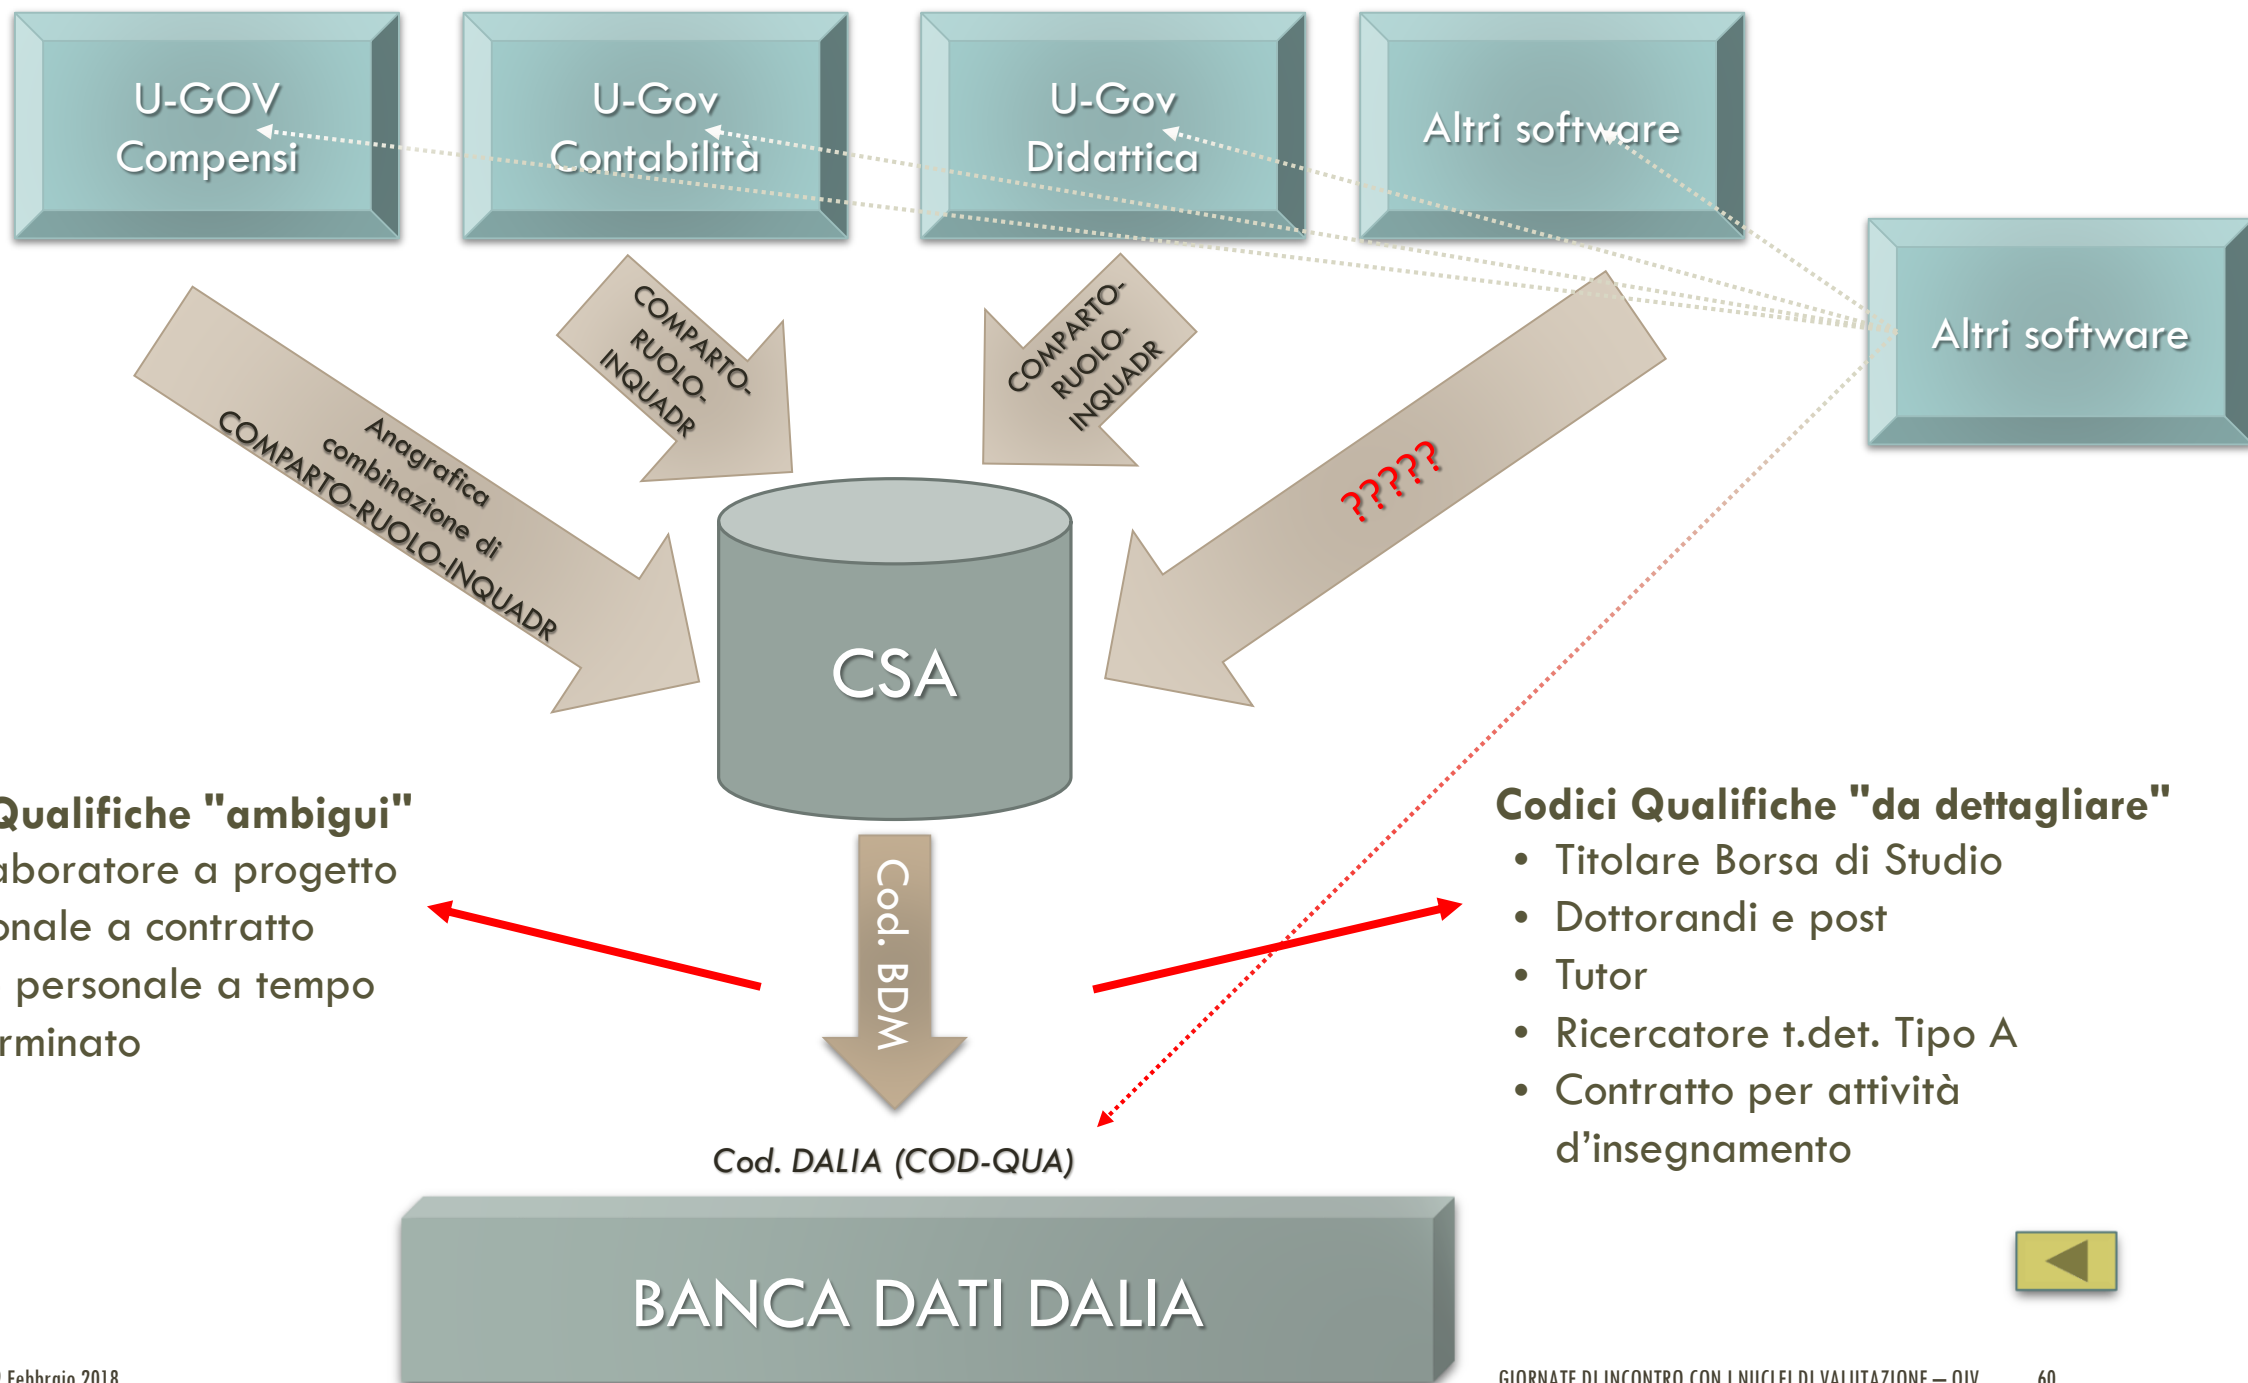 U-GOV
Compensi
U-Gov
Contabilità
U-Gov
Didattica
Altri software
Altri software
Anagrafica
combinazione di
COMPARTO-RUOLO-INQUADR
COMPARTO-
RUOLO-
INQUADR
COMPARTO-
RUOLO-
INQUADR
?????
CSA
Qualifiche "ambigui"
aboratore a progetto
onale a contratto
personale a tempo
rminato
Cod. BDM
Codici Qualifiche "da dettagliare"
• Titolare Borsa di Studio
• Dottorandi e post
• Tutor
• Ricercatore t.det. Tipo A
• Contratto per attività
d'insegnamento
Cod. DALIA (COD-QUA)
BANCA DATI DALIA
Febbraio 2018
GIORNATE DI INCONTRO CON I NUCLEI DI VALUTAZIONE – OIV
60